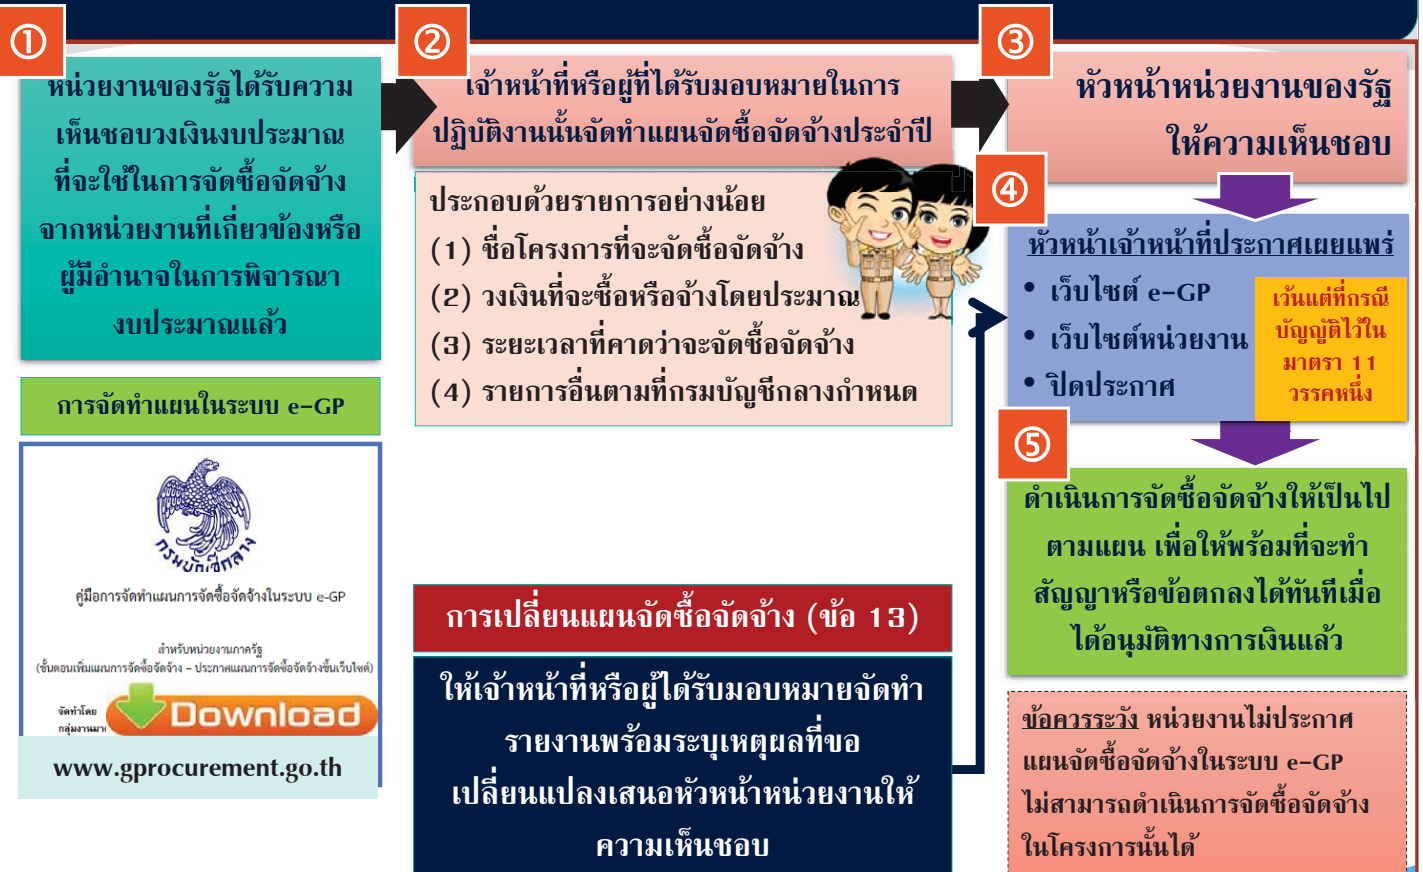 ①
หน่วยงานของรัฐได้รับความ
เห็นชอบวงเงินงบประมาณ
ที่จะใช้ในการจัดซื้อจัดจ้าง
จากหน่วยงานที่เกี่ยวข้องหรือ
ผู้มีอำนาจในการพิจารณา
งบประมาณแล้ว
การจัดทำแผนในระบบ e-GP
กรมบัญชีกลาง
คู่มือการจัดทำแผนการจัดซื้อจัดจ้างในระบบ e-GP
สำหรับหน่วยงานภาครัฐ
(ขั้นตอนเพิ่มแผนการจัดซื้อจัดจ้าง – ประกาศแผนการจัดซื้อจัดจ้างขึ้นเว็บไซต์)
จัดทำโดย
Download
www.gprocurement.go.th
②
เจ้าหน้าที่หรือผู้ที่ได้รับมอบหมายในการ
ปฏิบัติงานนั้นจัดทำแผนจัดซื้อจัดจ้างประจำปี
ประกอบด้วยรายการอย่างน้อย
(1) ชื่อโครงการที่จะจัดซื้อจัดจ้าง
(2) วงเงินที่จะซื้อหรือจ้างโดยประมาณ
(3) ระยะเวลาที่คาดว่าจะจัดซื้อจัดจ้าง
(4) รายการอื่นตามที่กรมบัญชีกลางกำหนด
การเปลี่ยนแผนจัดซื้อจัดจ้าง (ข้อ 13)
ให้เจ้าหน้าที่หรือผู้ได้รับมอบหมายจัดทำ
รายงานพร้อมระบุเหตุผลที่ขอ
เปลี่ยนแปลงเสนอหัวหน้าหน่วยงานให้
ความเห็นชอบ
③
หัวหน้าหน่วยงานของรัฐ
ให้ความเห็นชอบ
④
หัวหน้าเจ้าหน้าที่ประกาศเผยแพร่
• เว็บไซต์ e-GP
• เว็บไซต์หน่วยงาน
• ปิดประกาศ
เว้นแต่ที่กรณี
บัญญัติไว้ใน
มาตรา 11
วรรคหนึ่ง
⑤
ดำเนินการจัดซื้อจัดจ้างให้เป็นไป
ตามแผน เพื่อให้พร้อมที่จะทำ
สัญญาหรือข้อตกลงได้ทันทีเมื่อ
ได้อนุมัติทางการเงินแล้ว
ข้อควรระวัง หน่วยงานไม่ประกาศ
แผนจัดซื้อจัดจ้างในระบบ e-GP
ไม่สามารถดำเนินการจัดซื้อจัดจ้าง
ในโครงการนั้นได้